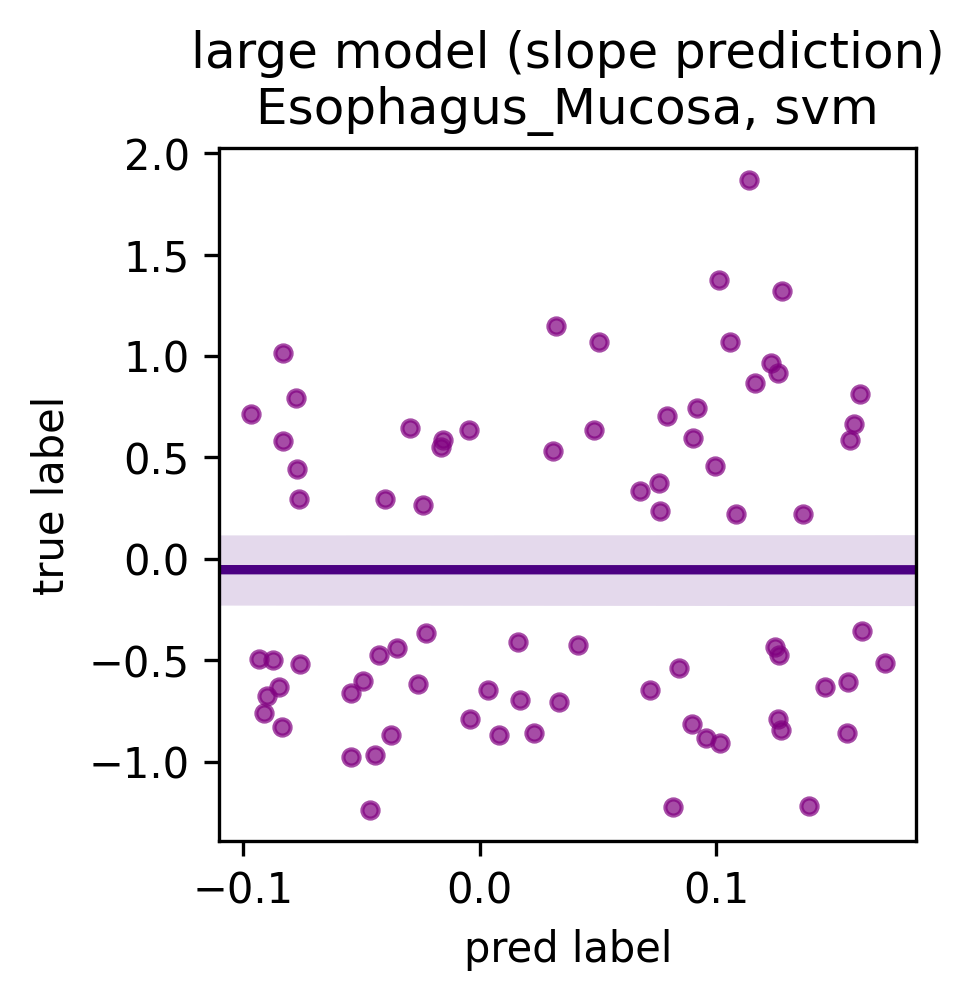 large model (slope prediction)
Esophagus_Mucosa, svm
2.0
1.5
1.0
0.5
0.0
−0.5
−1.0
true label
−0.1
0.0
0.1
pred label